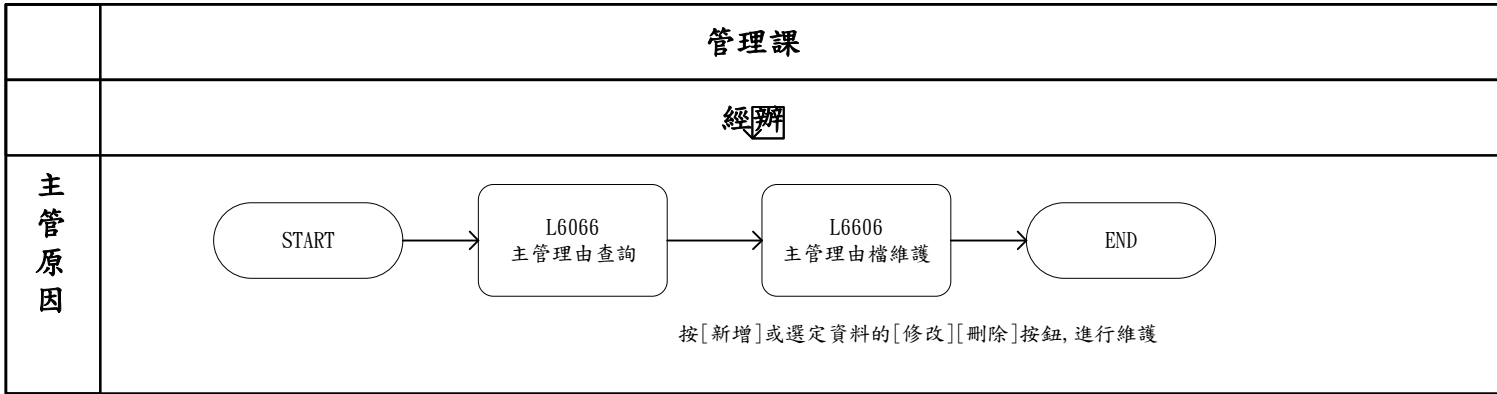 管理課
經辦
主管原因
START
L6066
主管理由查詢
L6606
主管理由檔維護
END
按[新增]或選定資料的[修改][刪除]按鈕,進行維護